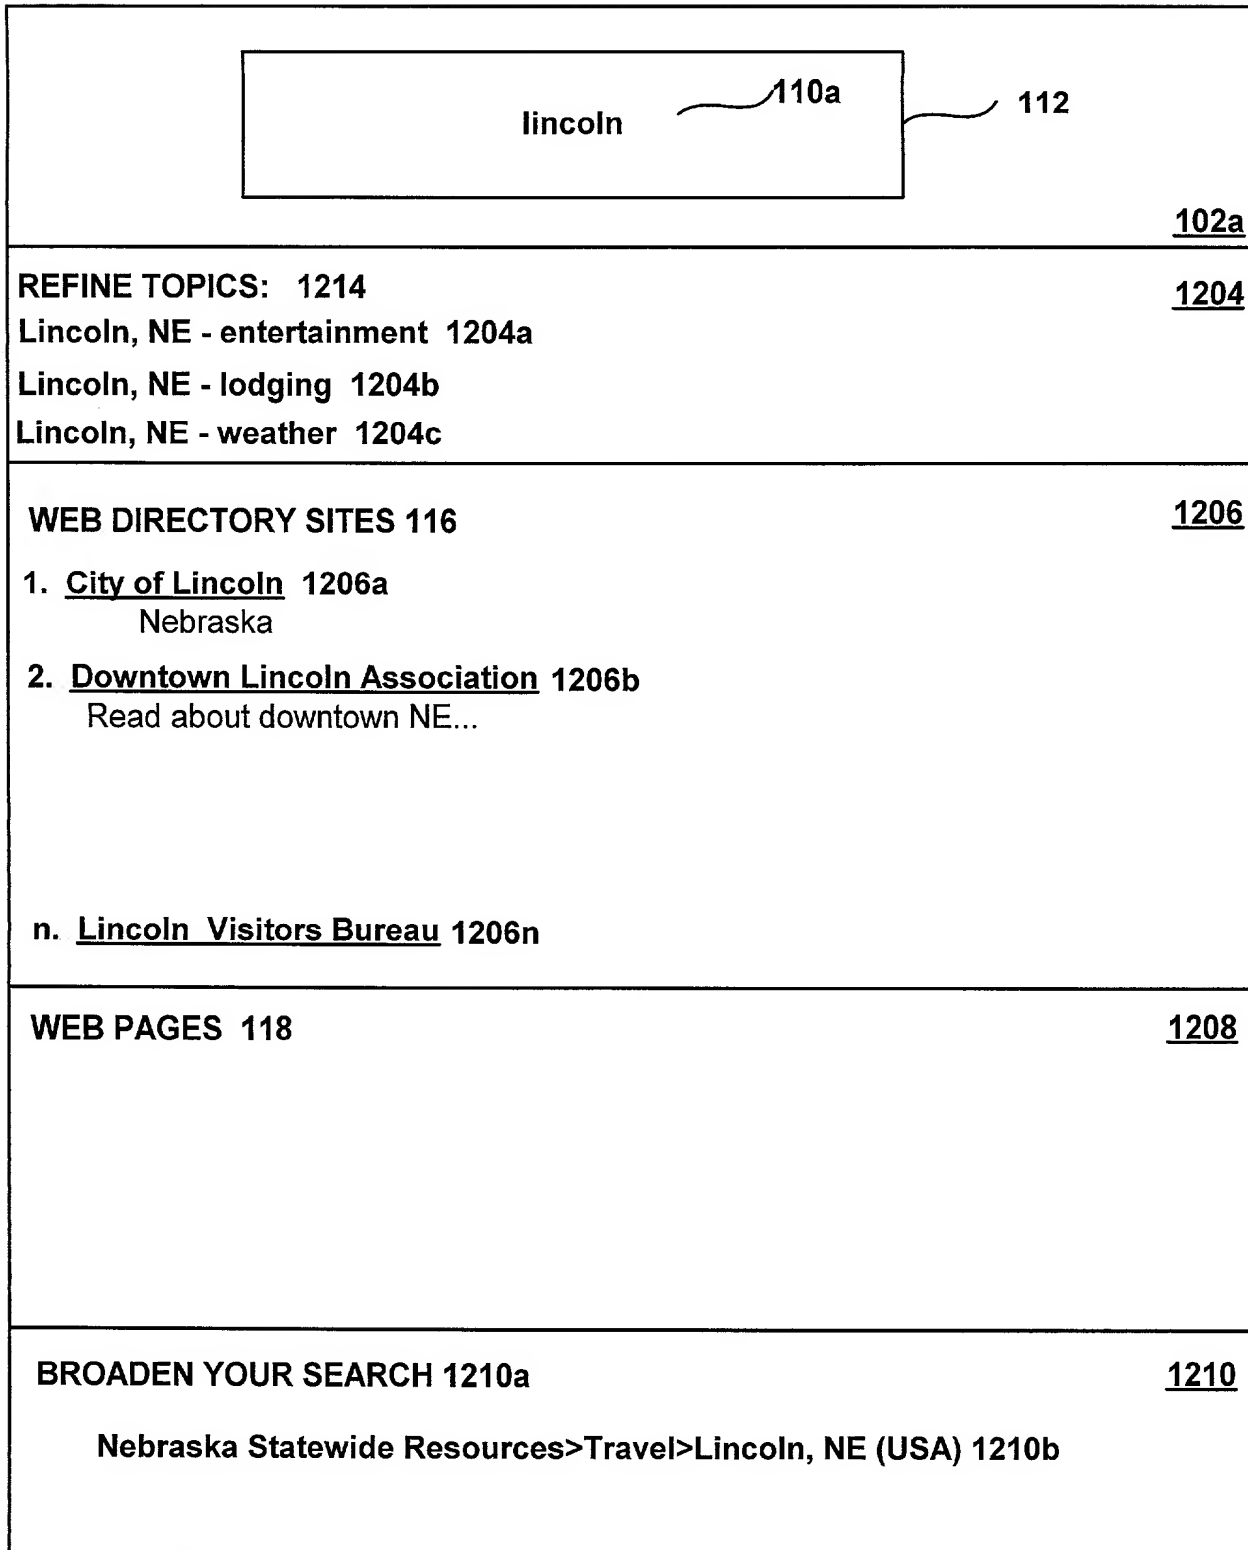 lincoln 110a 112
102a
REFINE TOPICS: 1214 1204
Lincoln, NE - entertainment 1204a
Lincoln, NE - lodging 1204b
Lincoln, NE - weather 1204c
WEB DIRECTORY SITES 116 1206
1. City of Lincoln 1206a
Nebraska
2. Downtown Lincoln Association 1206b
Read about downtown NE...
n. Lincoln Visitors Bureau 1206n
WEB PAGES 118 1208
BROADEN YOUR SEARCH 1210a 1210
Nebraska Statewide Resources>Travel>Lincoln, NE (USA) 1210b